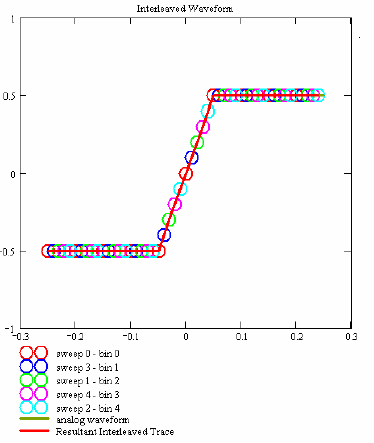 Interleaved Waveform
1
0.5
0
-0.5
-1
-0.3
-0.2
-0.1
0
0.1
0.2
0.3
sweep 0 - bin 0
sweep 3 - bin 1
sweep 1 - bin 2
sweep 4 - bin 3
sweep 2 - bin 4
analog waveform
Resultant Interleaved Trace